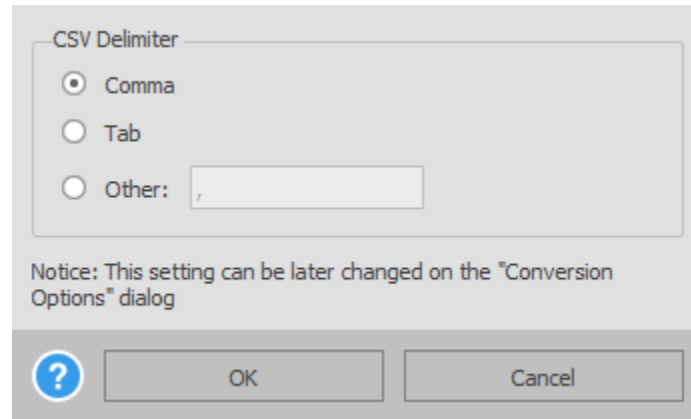 CSV Delimiter
Comma
Tab
Other: ,
Notice: This setting can be later changed on the "Conversion
Options" dialog
? OK Cancel